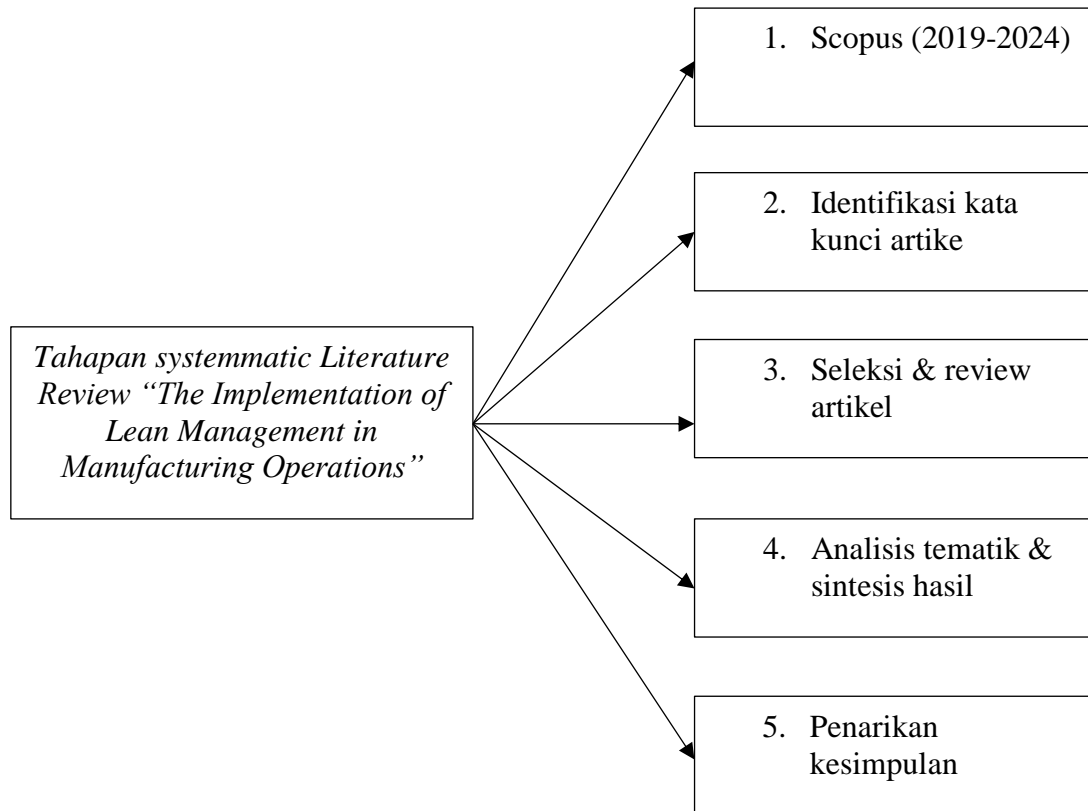 Tahapan systemmatic Literature
Review “The Implementation of
Lean Management in
Manufacturing Operations”
1. Scopus (2019-2024)
2. Identifikasi kata
kunci artike
3. Seleksi & review
artikel
4. Analisis tematik &
sintesis hasil
5. Penarikan
kesimpulan